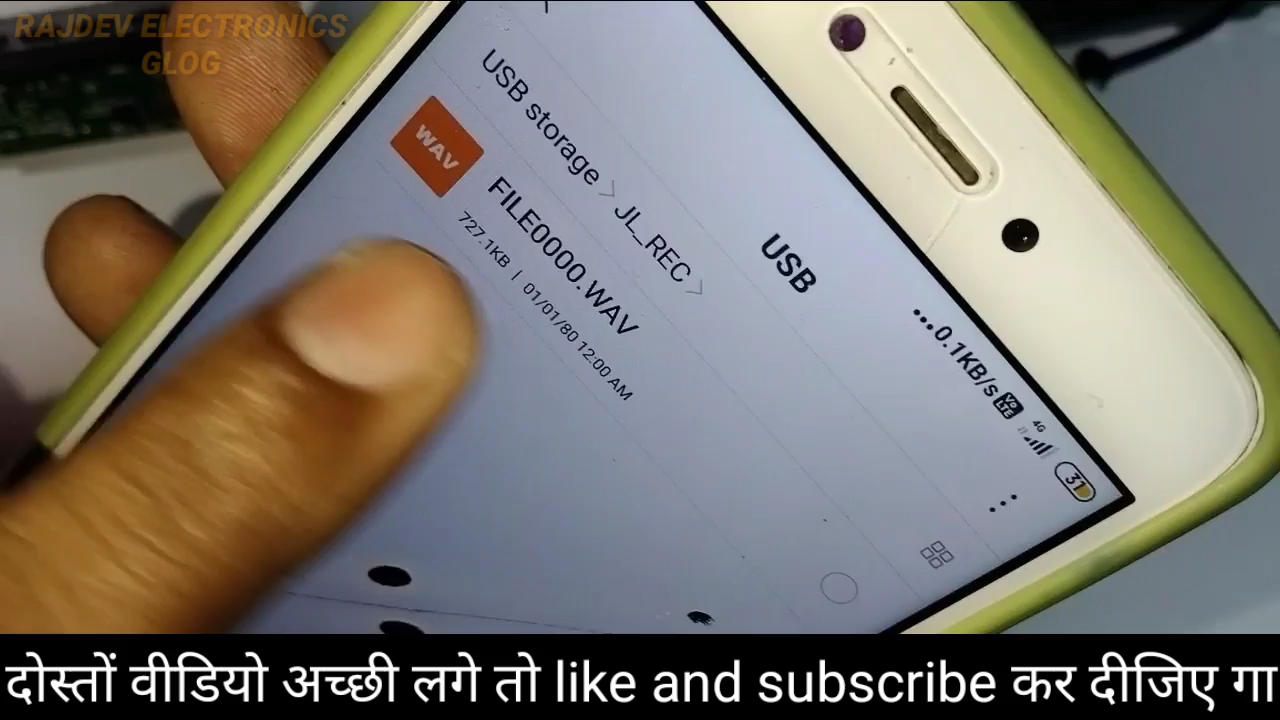 RAJDEV ELECTRONICS
GLOG
...0.1KB/s VoLTE 4G 31
USB
USB storage > JL_REC >
WAV
FILE0000.WAV
727.1KB | 01/01/80 12:00 AM
दोस्तों वीडियो अच्छी लगे तो like and subscribe कर दीजिए गा